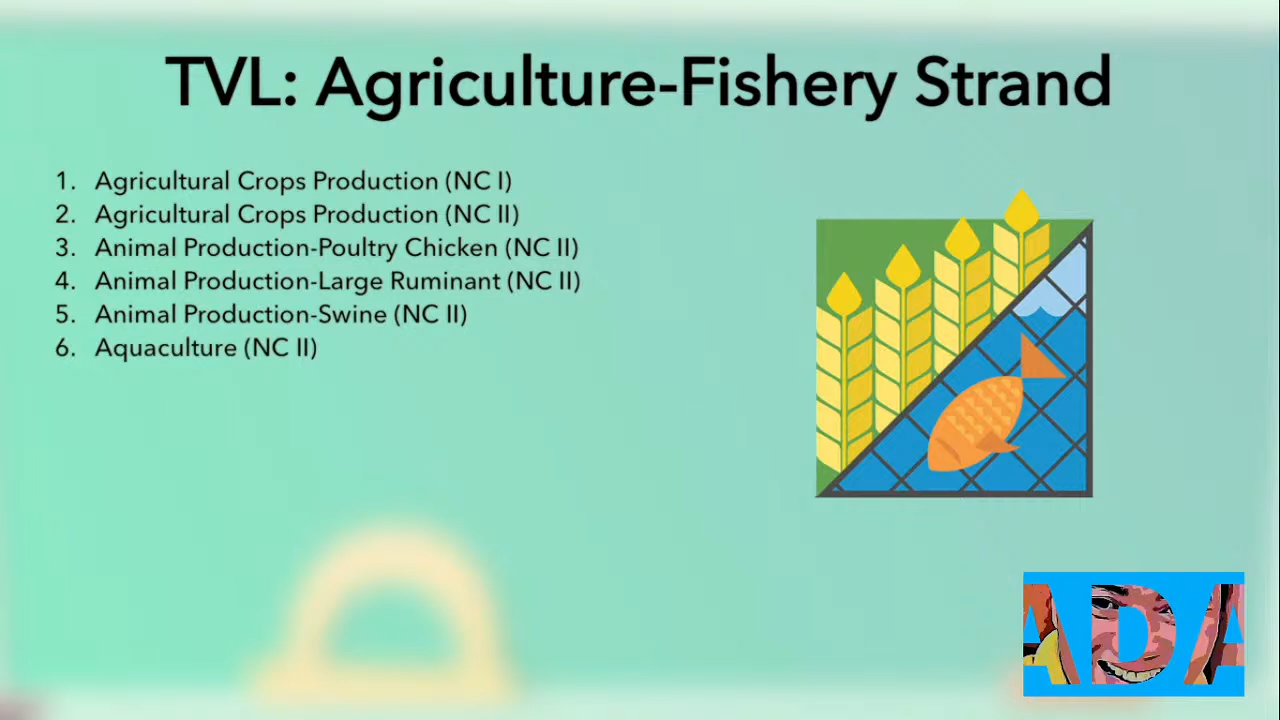 TVL: Agriculture-Fishery Strand
1. Agricultural Crops Production (NC I)
2. Agricultural Crops Production (NC II)
3. Animal Production-Poultry Chicken (NC II)
4. Animal Production-Large Ruminant (NC II)
5. Animal Production-Swine (NC II)
6. Aquaculture (NC II)
ADA